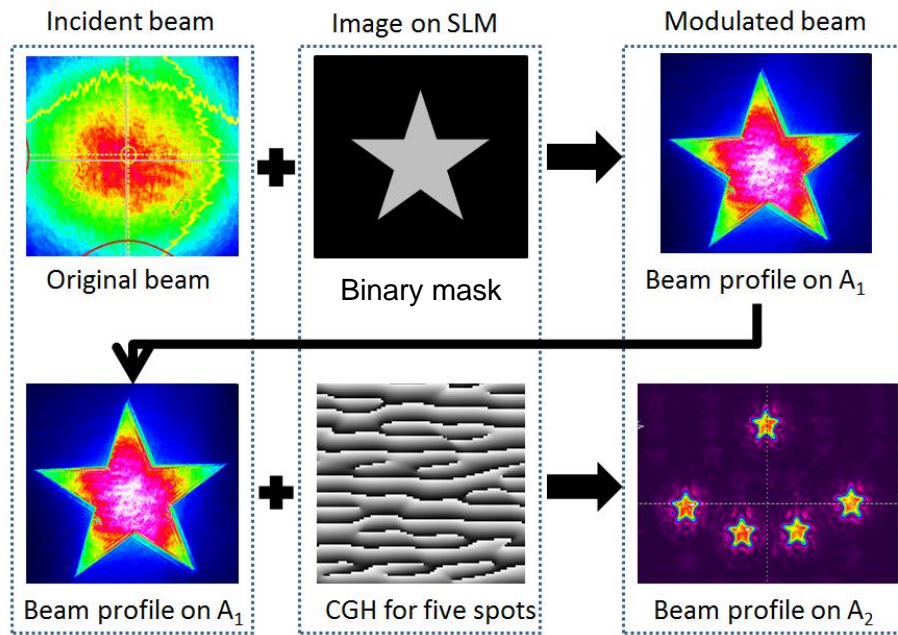 Incident beam
Image on SLM
Modulated beam
Original beam
Binary mask
Beam profile on A₁
Beam profile on A₁
CGH for five spots
Beam profile on A₂